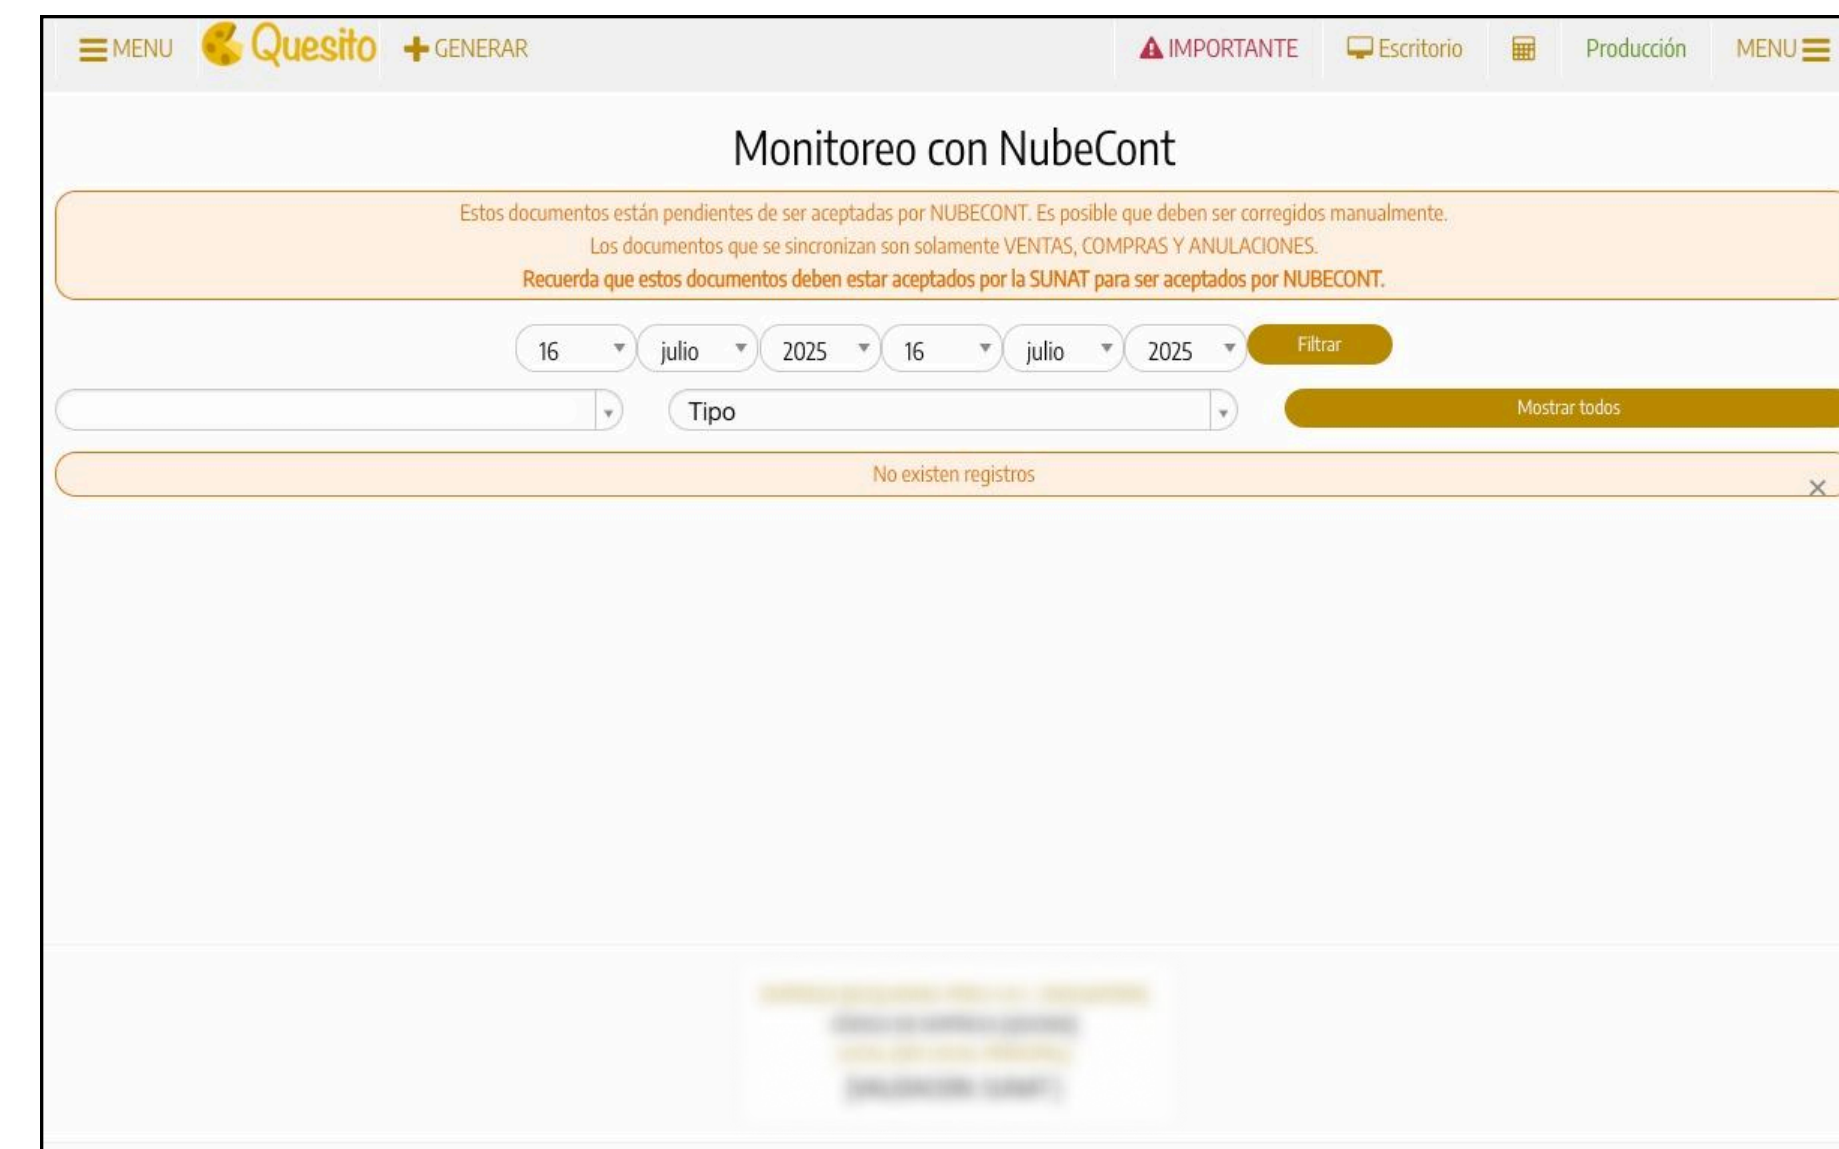 MENU Quesito GENERAR IMPORTANTE Escritorio Producción MENU
Monitoreo con NubeCont
Estos documentos están pendientes de ser aceptadas por NUBECONT. Es posible que deben ser corregidos manualmente.
Los documentos que se sincronizan son solamente VENTAS, COMPRAS Y ANULACIONES.
Recuerda que estos documentos deben estar aceptados por la SUNAT para ser aceptados por NUBECONT.
16 julio 2025 16 julio 2025 Filtrar
Tipo Mostrar todos
No existen registros